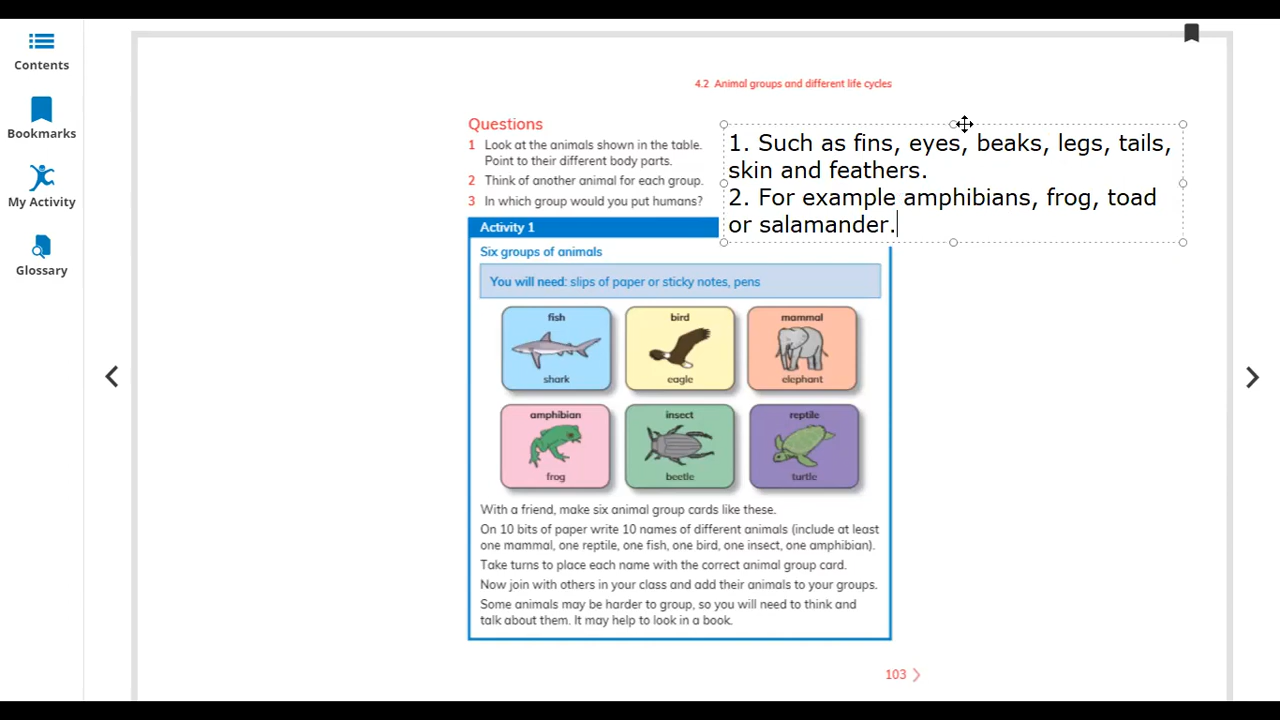 Contents
Bookmarks
My Activity
Glossary
4.2 Animal groups and different life cycles
Questions
1 Look at the animals shown in the table.
Point to their different body parts.
2 Think of another animal for each group.
3 In which group would you put humans?
1. Such as fins, eyes, beaks, legs, tails,
skin and feathers.
2. For example amphibians, frog, toad
or salamander.
Activity 1
Six groups of animals
You will need: slips of paper or sticky notes, pens
fish
shark
bird
eagle
mammal
elephant
amphibian
frog
insect
beetle
reptile
turtle
With a friend, make six animal group cards like these.
On 10 bits of paper write 10 names of different animals (include at least
one mammal, one reptile, one fish, one bird, one insect, one amphibian).
Take turns to place each name with the correct animal group card.
Now join with others in your class and add their animals to your groups.
Some animals may be harder to group, so you will need to think and
talk about them. It may help to look in a book.
103